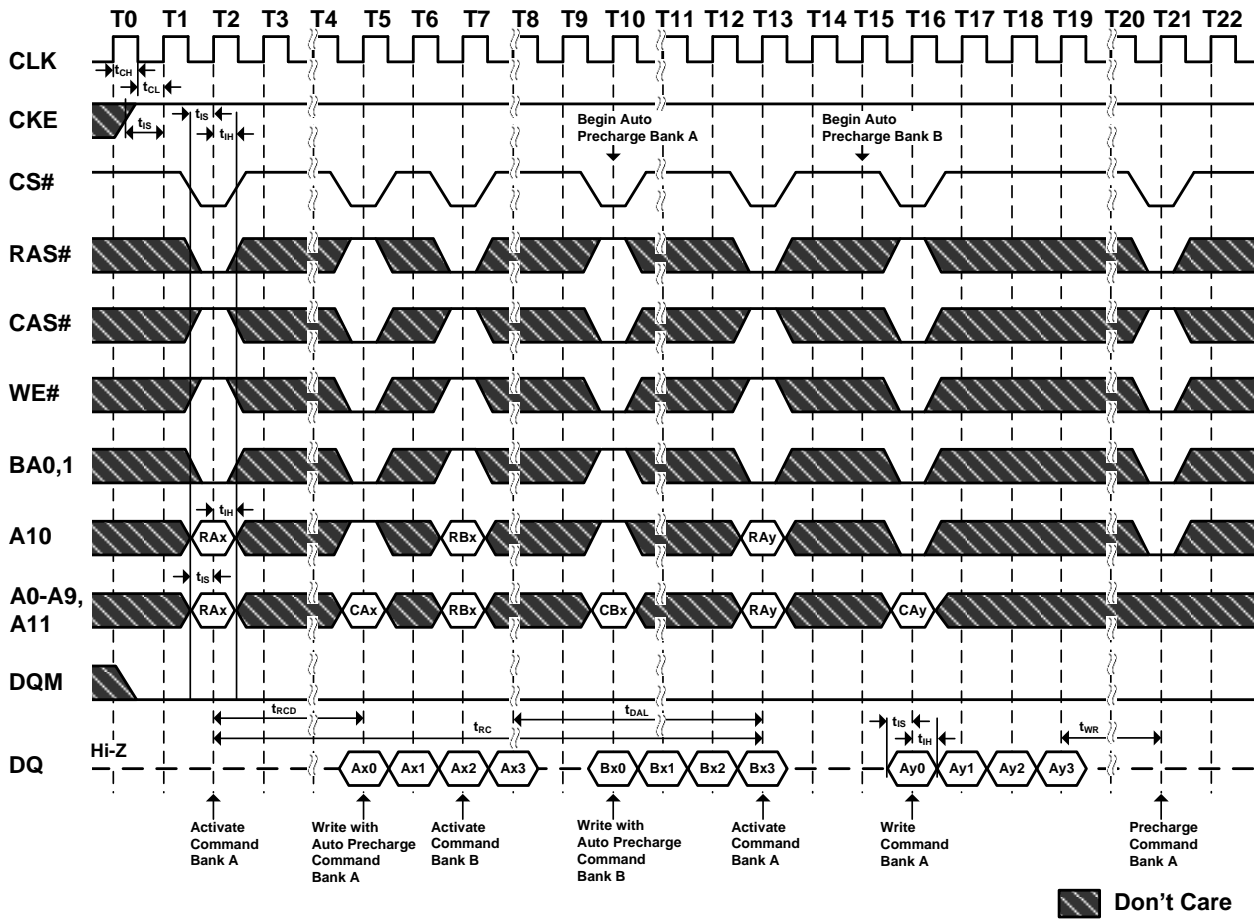 T0 T1 T2 T3 T4 T5 T6 T7 T8 T9 T10 T11 T12 T13 T14 T15 T16 T17 T18 T19 T20 T21 T22
CLK
tCH
tCL
CKE
tIS
tIS
tIH
Begin Auto
Precharge Bank A
Begin Auto
Precharge Bank B
CS#
RAS#
CAS#
WE#
BA0,1
tIH
A10
RAx RBx RAy
tIS
A0-A9,
A11
RAx CAx RBx CBx RAy CAy
DQM
tRCD
tDAL
tRC
tIS
tIH
tWR
Hi-Z
DQ
Ax0 Ax1 Ax2 Ax3 Bx0 Bx1 Bx2 Bx3 Ay0 Ay1 Ay2 Ay3
Activate
Command
Bank A
Write with
Auto Precharge
Command
Bank A
Activate
Command
Bank B
Write with
Auto Precharge
Command
Bank B
Activate
Command
Bank A
Write
Command
Bank A
Precharge
Command
Bank A
Don't Care